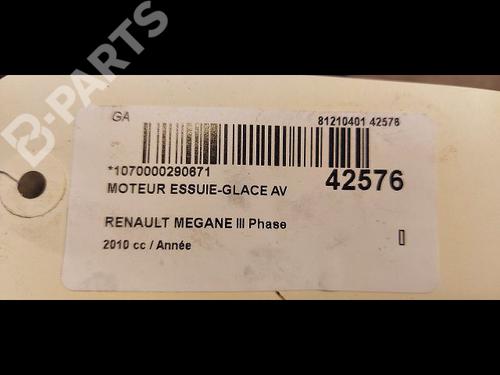 B-PARTS
GA
81210401 42576
*1070000290671
42576
MOTEUR ESSUIE-GLACE AV
RENAULT MEGANE III Phase
2010 cc / Année